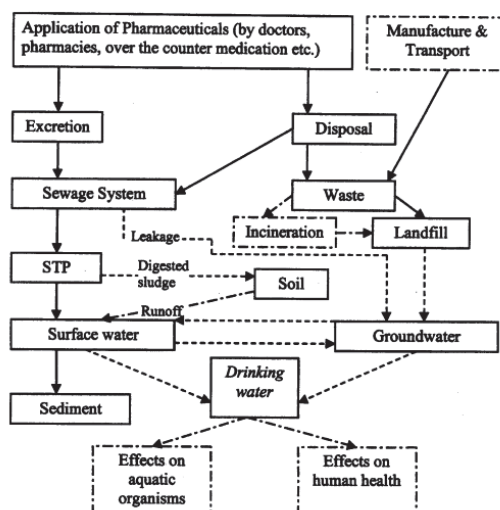 Application of Pharmaceuticals (by doctors,
pharmacies, over the counter medication etc.)
Manufacture &
Transport
Excretion
Disposal
Sewage System
Waste
Leakage
Incineration
Landfill
STP
Digested
sludge
Soil
Runoff
Surface water
Groundwater
Drinking
water
Sediment
Effects on
aquatic
organisms
Effects on
human health